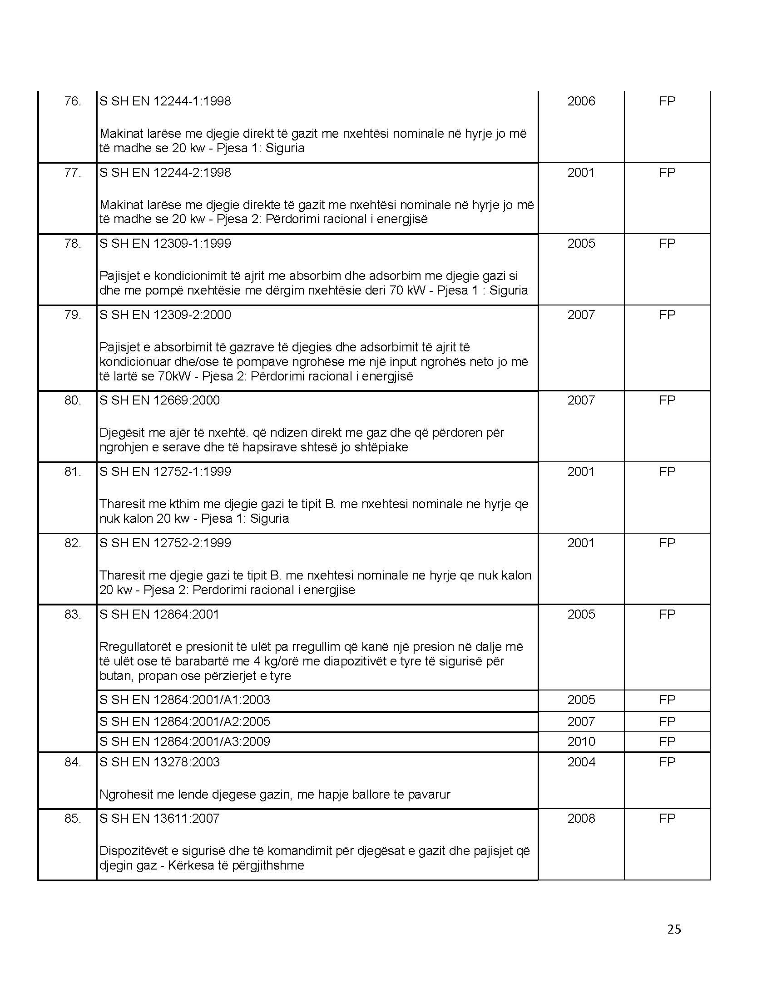 76. S SH EN 12244-1:1998 2006 FP
Makinat larëse me djegie direkt të gazit me nxehtësi nominale në hyrje jo më
të madhe se 20 kw - Pjesa 1: Siguria
77. S SH EN 12244-2:1998 2001 FP
Makinat larëse me djegie direkte të gazit me nxehtësi nominale në hyrje jo më
të madhe se 20 kw - Pjesa 2: Përdorimi racional i energjisë
78. S SH EN 12309-1:1999 2005 FP
Pajisjet e kondicionimit të ajrit me absorbim dhe adsorbim me djegie gazi si
dhe me pompë nxehtësie me dërgim nxehtësie deri 70 kW - Pjesa 1 : Siguria
79. S SH EN 12309-2:2000 2007 FP
Pajisjet e absorbimit të gazrave të djegies dhe adsorbimit të ajrit të
kondicionuar dhe/ose të pompave ngrohëse me një input ngrohës neto jo më
të lartë se 70kW - Pjesa 2: Përdorimi racional i energjisë
80. S SH EN 12669:2000 2007 FP
Djegësit me ajër të nxehtë. që ndizen direkt me gaz dhe që përdoren për
ngrohjen e serave dhe të hapsirave shtesë jo shtëpiake
81. S SH EN 12752-1:1999 2001 FP
Tharesit me kthim me djegie gazi te tipit B. me nxehtesi nominale ne hyrje qe
nuk kalon 20 kw - Pjesa 1: Siguria
82. S SH EN 12752-2:1999 2001 FP
Tharesit me djegie gazi te tipit B. me nxehtesi nominale ne hyrje qe nuk kalon
20 kw - Pjesa 2: Perdorimi racional i energjise
83. S SH EN 12864:2001 2005 FP
Rregullatorët e presionit të ulët pa rregullim që kanë një presion në dalje më
të ulët ose të barabartë me 4 kg/orë me diapozitivët e tyre të sigurisë për
butan, propan ose përzierjet e tyre
S SH EN 12864:2001/A1:2003 2005 FP
S SH EN 12864:2001/A2:2005 2007 FP
S SH EN 12864:2001/A3:2009 2010 FP
84. S SH EN 13278:2003 2004 FP
Ngrohesit me lende djegese gazin, me hapje ballore te pavarur
85. S SH EN 13611:2007 2008 FP
Dispozitëvët e sigurisë dhe të komandimit për djegësat e gazit dhe pajisjet që
djegin gaz - Kërkesa të përgjithshme
25